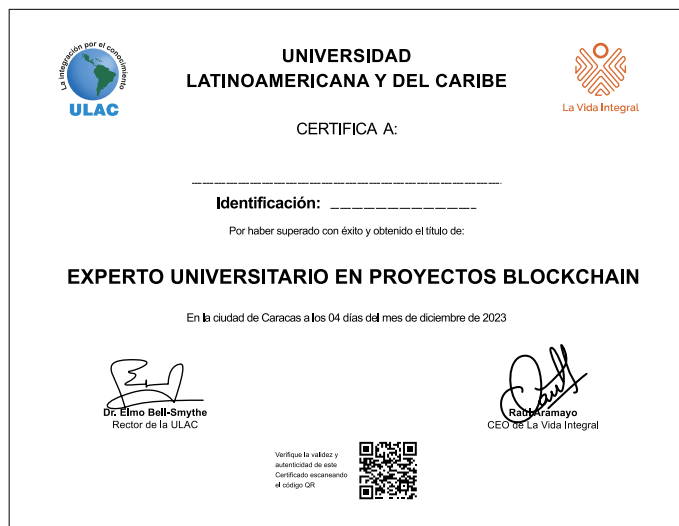 La integración por el conocimiento
ULAC
UNIVERSIDAD
LATINOAMERICANA Y DEL CARIBE
La Vida Integral
CERTIFICA A:
Identificación:
Por haber superado con éxito y obtenido el título de:
EXPERTO UNIVERSITARIO EN PROYECTOS BLOCKCHAIN
En la ciudad de Caracas a los 04 días del mes de diciembre de 2023
Dr. Elmo Bell-Smythe
Rector de la ULAC
Raúl Aramayo
CEO de La Vida Integral
Verifique la validez y
autenticidad de este
Certificado escaneando
el código QR